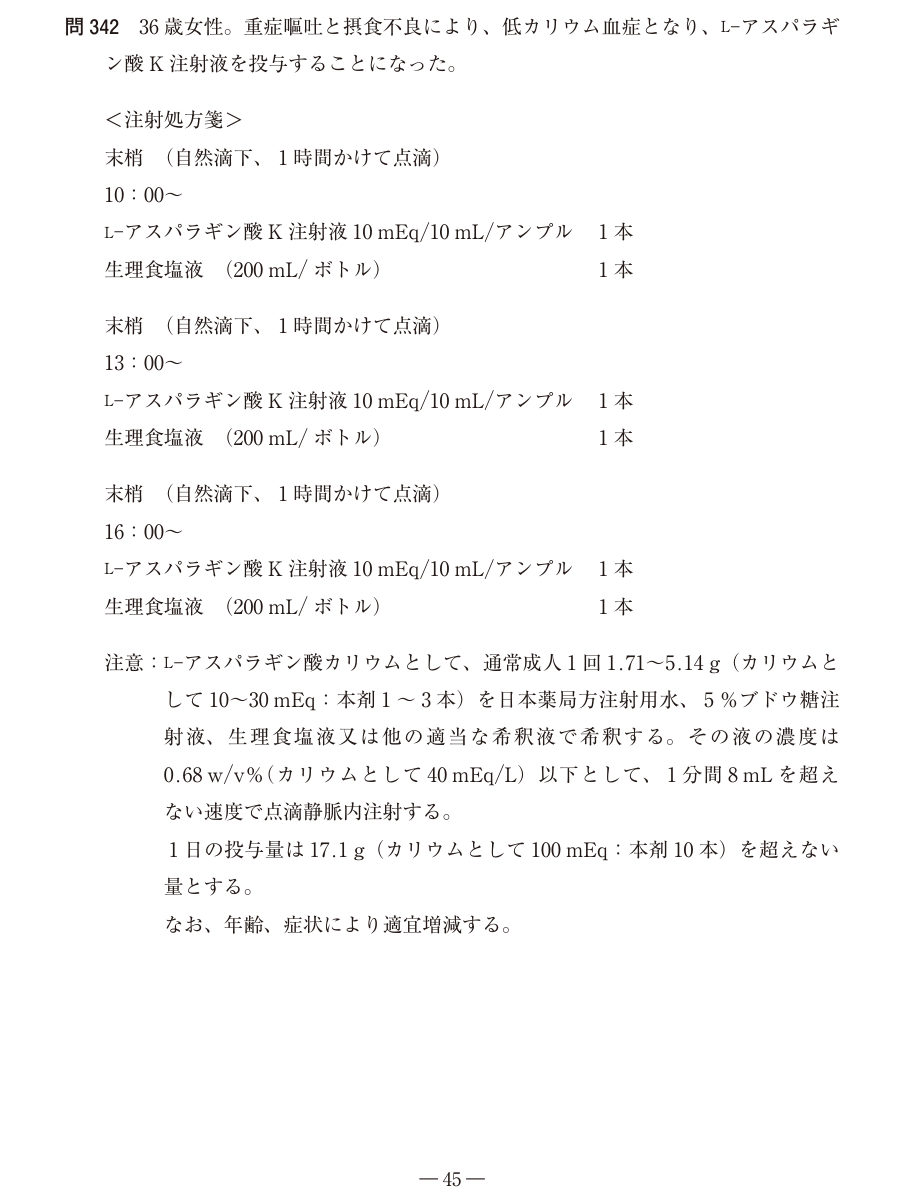 問 342　36 歳女性。重症嘔吐と摂食不良により、低カリウム血症となり、L-アスパラギ
ン酸 K 注射液を投与することになった。
＜注射処方箋＞
末梢　（自然滴下、１時間かけて点滴）
10：00～
L-アスパラギン酸 K 注射液 10 mEq/10 mL/アンプル　1 本
生理食塩液　（200 mL/ ボトル）　1 本
末梢　（自然滴下、１時間かけて点滴）
13：00～
L-アスパラギン酸 K 注射液 10 mEq/10 mL/アンプル　1 本
生理食塩液　（200 mL/ ボトル）　1 本
末梢　（自然滴下、１時間かけて点滴）
16：00～
L-アスパラギン酸 K 注射液 10 mEq/10 mL/アンプル　1 本
生理食塩液　（200 mL/ ボトル）　1 本
注意：L-アスパラギン酸カリウムとして、通常成人１回 1.71～5.14 g（カリウムと
して 10～30 mEq：本剤１～３本）を日本薬局方注射用水、５％ブドウ糖注
射液、生理食塩液又は他の適当な希釈液で希釈する。その液の濃度は
0.68 w/v%（カリウムとして 40 mEq/L）以下として、１分間８mL を超え
ない速度で点滴静脈内注射する。
１日の投与量は 17.1 g（カリウムとして 100 mEq：本剤 10 本）を超えない
量とする。
なお、年齢、症状により適宜増減する。
― 45 ―